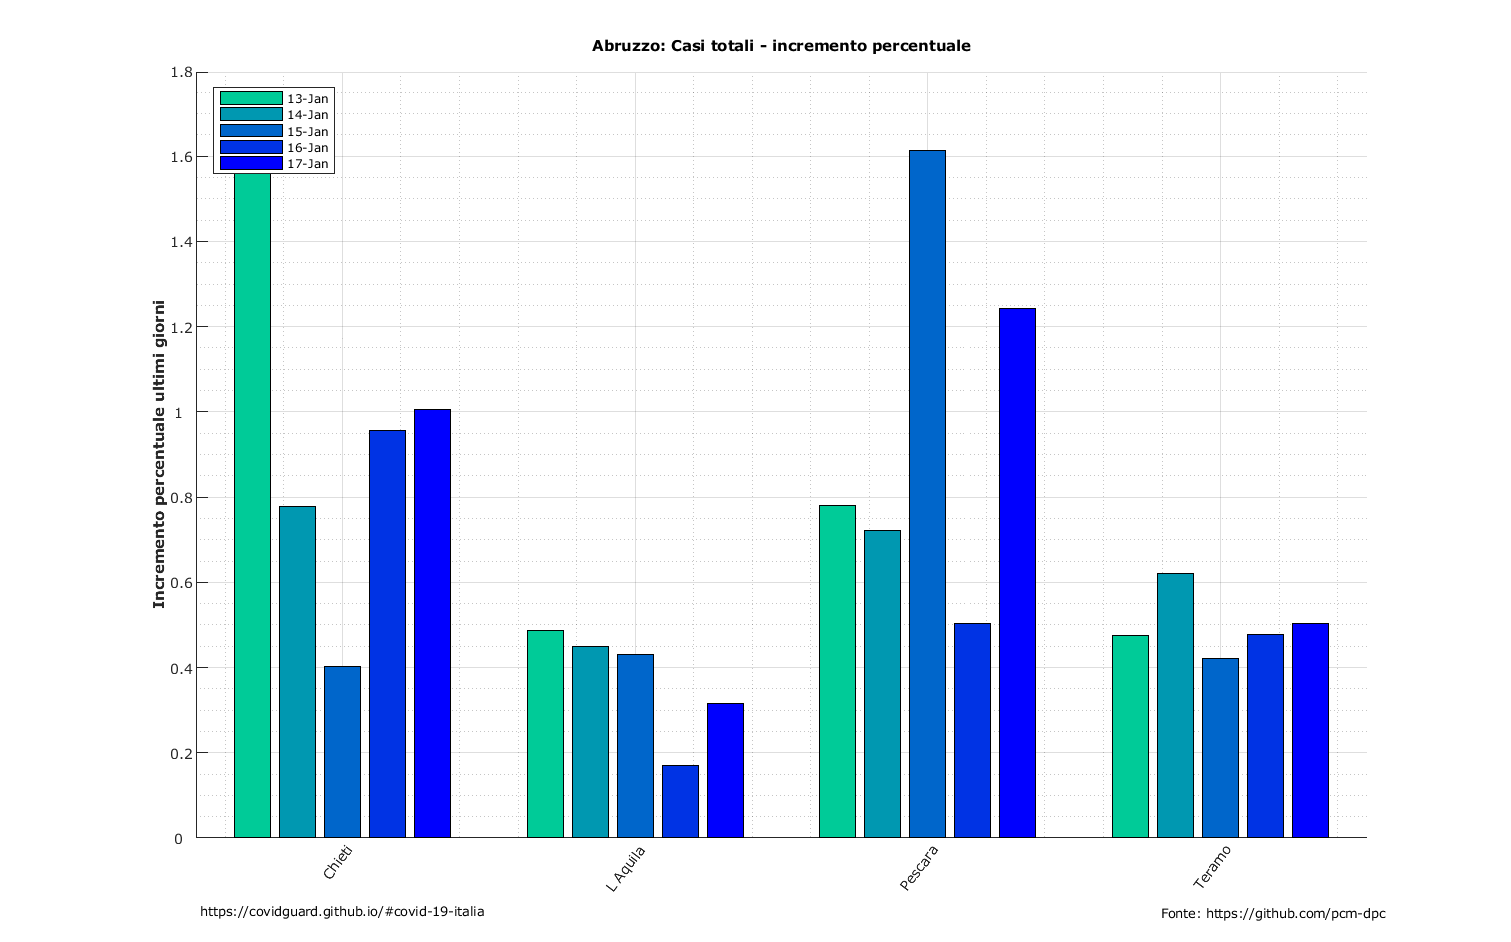 Abruzzo: Casi totali - incremento percentuale
1.8
1.6
1.4
1.2
1
0.8
0.6
0.4
0.2
0
Incremento percentuale ultimi giorni
13-Jan
14-Jan
15-Jan
16-Jan
17-Jan
Chieti
L Aquila
Pescara
Teramo
https://covidguard.github.io/#covid-19-italia
Fonte: https://github.com/pcm-dpc